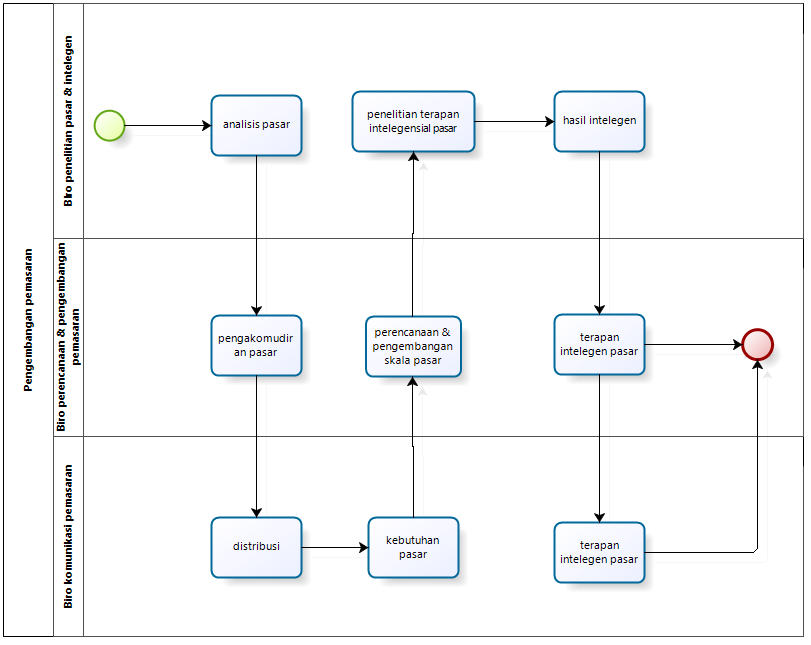 Pengembangan pemasaran
Biro penelitian pasar & intelegen
analisis pasar
penelitian terapan
intelegensial pasar
hasil intelegen
Biro perencanaan & pengembangan
pemasaran
pengakomudir
an pasar
perencanaan &
pengembangan
skala pasar
terapan
intelegen pasar
Biro komunikasi pemasaran
distribusi
kebutuhan
pasar
terapan
intelegen pasar